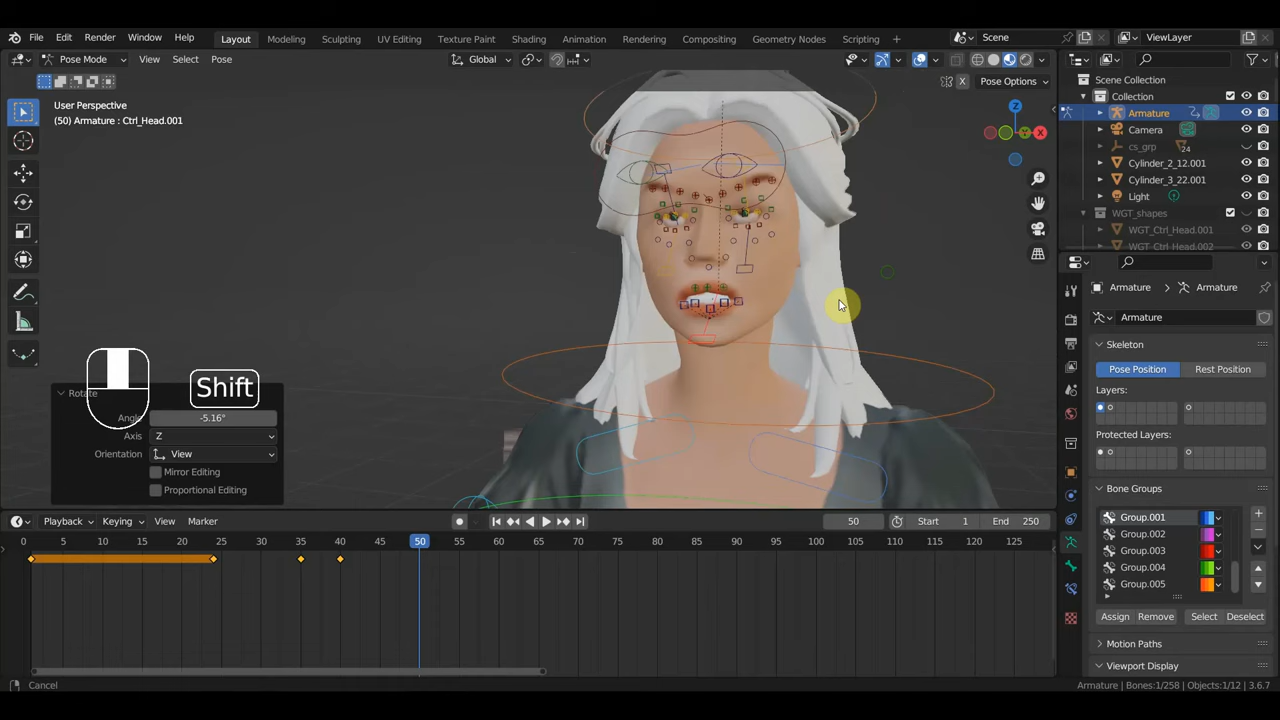 File Edit Render Window Help Layout Modeling Sculpting UV Editing Texture Paint Shading Animation Rendering Compositing Geometry Nodes Scripting + Scene ViewLayer
Pose Mode View Select Pose Global
X Pose Options
User Perspective
(50) Armature : Ctrl_Head.001
Scene Collection
Collection
Armature
Camera
cs_grp 24
Cylinder_2_12.001
Cylinder_3_22.001
Light
WGT_shapes
WGT_Ctrl_Head.001
WGT_Ctrl_Head.002
Z
X
Armature Armature
Armature
Skeleton
Pose Position Rest Position
Layers:
Protected Layers:
Bone Groups
Group.001
Group.002
Group.003
Group.004
Group.005
Assign Remove Select Deselect
Motion Paths
Viewport Display
Shift
Rotate
Angle -5.16°
Axis Z
Orientation View
Mirror Editing
Proportional Editing
Playback Keying View Marker 50 Start 1 End 250
0 5 10 15 20 25 30 35 40 45 50 55 60 65 70 75 80 85 90 95 100 105 110 115 120 125
Cancel
Armature | Bones:1/258 | Objects:1/12 | 3.6.7